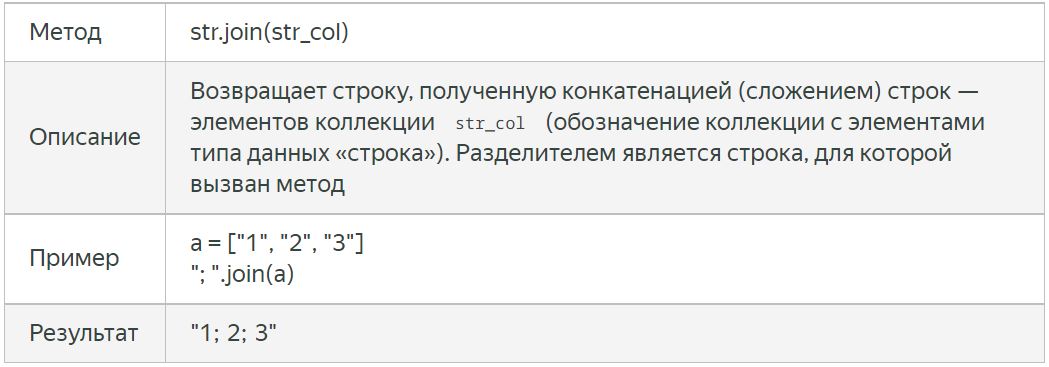 Метод
str.join(str_col)
Описание
Возвращает строку, полученную конкатенацией (сложением) строк —
элементов коллекции str_col (обозначение коллекции с элементами
типа данных «строка»). Разделителем является строка, для которой
вызван метод
Пример
a = ["1", "2", "3"]
"; ".join(a)
Результат
"1; 2; 3"